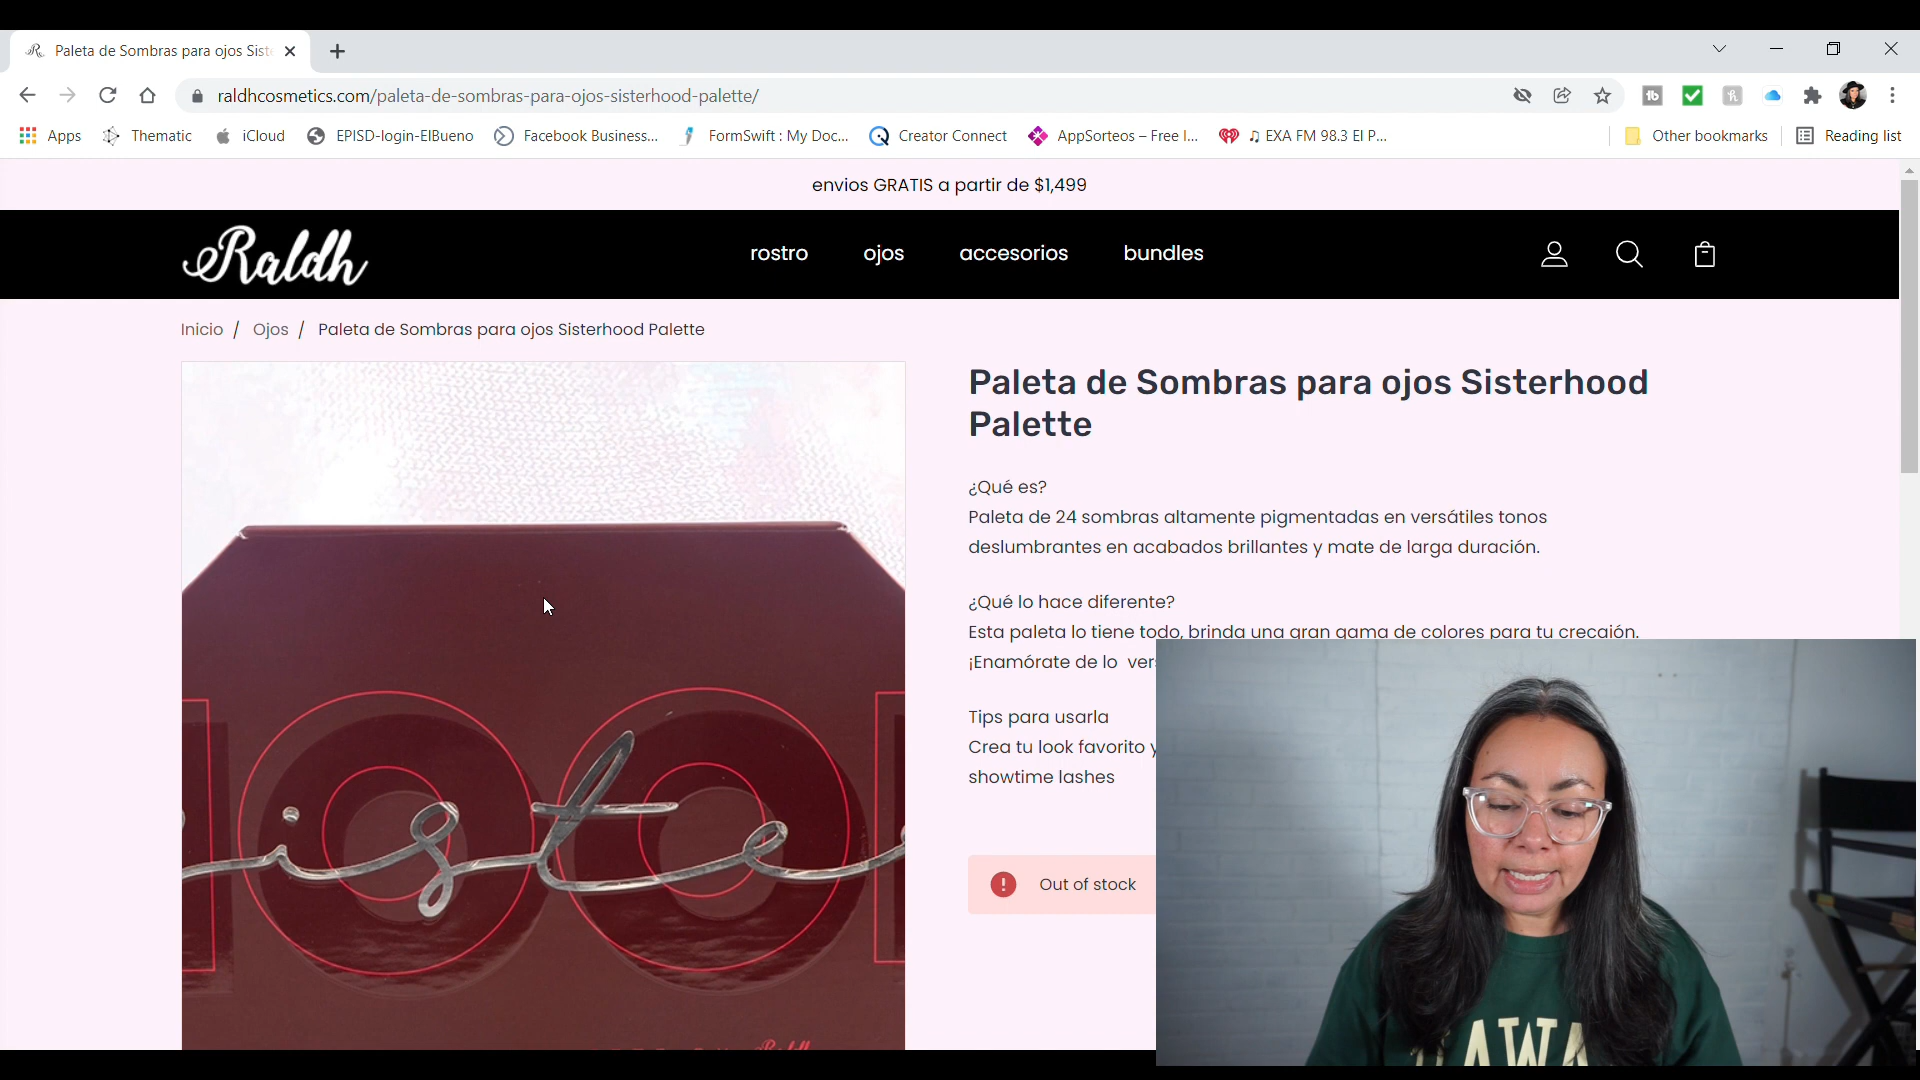 Paleta de Sombras para ojos Sist
raldhcosmetics.com/paleta-de-sombras-para-ojos-sisterhood-palette/
Apps
Thematic
iCloud
EPISD-login-ElBueno
Facebook Business...
FormSwift : My Doc...
Creator Connect
AppSorteos – Free I...
♫ EXA FM 98.3 El P...
Other bookmarks
Reading list
envios GRATIS a partir de $1,499
Raldh
rostro
ojos
accesorios
bundles
Inicio / Ojos / Paleta de Sombras para ojos Sisterhood Palette
Paleta de Sombras para ojos Sisterhood
Palette
¿Qué es?
Paleta de 24 sombras altamente pigmentadas en versátiles tonos
deslumbrantes en acabados brillantes y mate de larga duración.
¿Qué lo hace diferente?
Esta paleta lo tiene todo, brinda una gran gama de colores para tu crecaión.
¡Enamórate de lo ver
Tips para usarla
Crea tu look favorito y
showtime lashes
Out of stock
iste